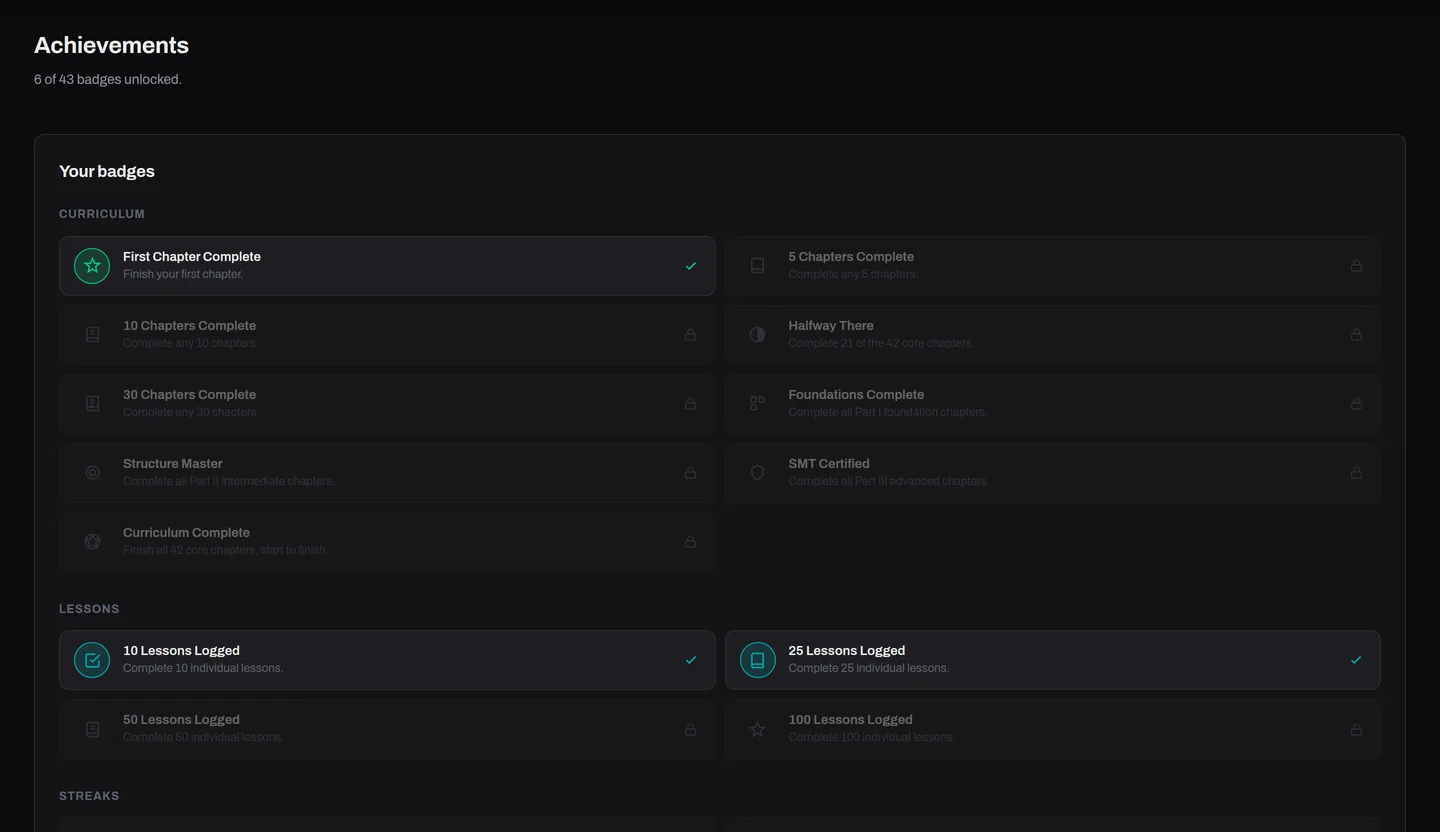 Achievements
6 of 43 badges unlocked.
Your badges
CURRICULUM
First Chapter Complete
Finish your first chapter.
5 Chapters Complete
Complete any 5 chapters.
10 Chapters Complete
Complete any 10 chapters.
Halfway There
Complete 21 of the 42 core chapters.
30 Chapters Complete
Complete any 30 chapters.
Foundations Complete
Complete all Part I foundation chapters.
Structure Master
Complete all Part II intermediate chapters.
SMT Certified
Complete all Part III advanced chapters.
Curriculum Complete
Finish all 42 core chapters, start to finish.
LESSONS
10 Lessons Logged
Complete 10 individual lessons.
25 Lessons Logged
Complete 25 individual lessons.
50 Lessons Logged
Complete 50 individual lessons.
100 Lessons Logged
Complete 100 individual lessons.
STREAKS